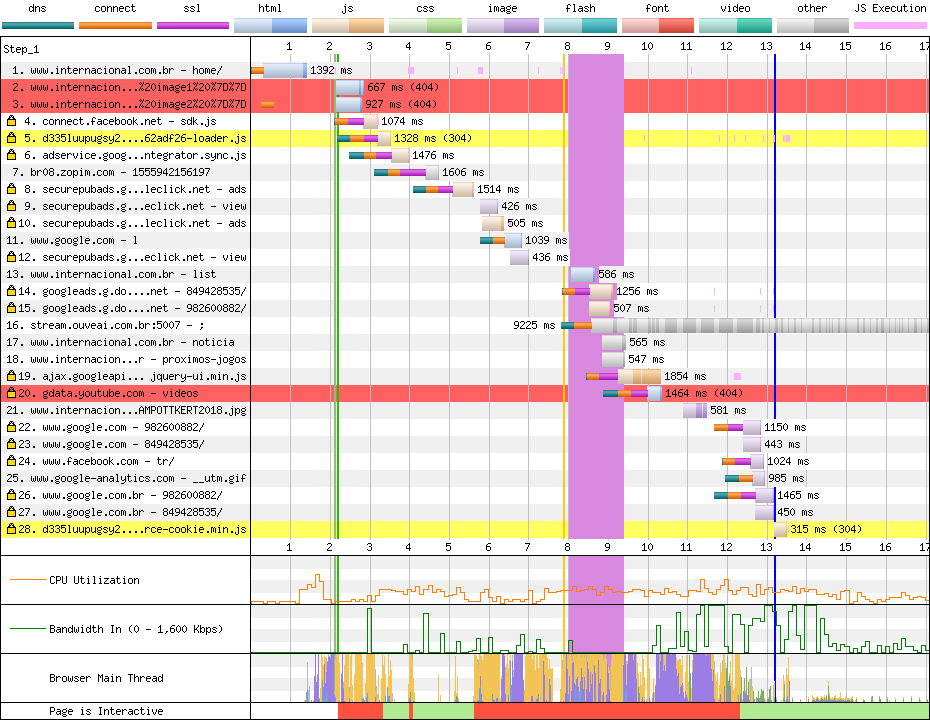 dns connect ssl html js css image flash font video other JS Execution
Step_1 1 2 3 4 5 6 7 8 9 10 11 12 13 14 15 16 17
1. www.internacional.com.br - home/ 1392 ms
2. www.internacion...%20image1%20%7D%7D 667 ms (404)
3. www.internacion...%20image2%20%7D%7D 927 ms (404)
4. connect.facebook.net - sdk.js 1074 ms
5. d335luupugsy2....62adf26-loader.js 1328 ms (304)
6. adservice.goog...ntegrator.sync.js 1476 ms
7. br08.zopim.com - 1555942156197 1606 ms
8. securepubads.g...leclick.net - ads 1514 ms
9. securepubads.g...eclick.net - view 426 ms
10. securepubads.g...leclick.net - ads 505 ms
11. www.google.com - l 1039 ms
12. securepubads.g...eclick.net - view 436 ms
13. www.internacional.com.br - list 586 ms
14. googleads.g.do....net - 849428535/ 1256 ms
15. googleads.g.do....net - 982600882/ 507 ms
16. stream.ouveai.com.br:5007 - ; 9225 ms
17. www.internacional.com.br - noticia 565 ms
18. www.internacion...r - proximos-jogos 547 ms
19. ajax.googleapi... jquery-ui.min.js 1854 ms
20. gdata.youtube.com - videos 1464 ms (404)
21. www.internacion...AMPOTTKERT2018.jpg 581 ms
22. www.google.com - 982600882/ 1150 ms
23. www.google.com - 849428535/ 443 ms
24. www.facebook.com - tr/ 1024 ms
25. www.google-analytics.com - __utm.gif 985 ms
26. www.google.com.br - 982600882/ 1465 ms
27. www.google.com.br - 849428535/ 450 ms
28. d335luupugsy2....rce-cookie.min.js 315 ms (304)
1 2 3 4 5 6 7 8 9 10 11 12 13 14 15 16 17
CPU Utilization
Bandwidth In (0 - 1,600 Kbps)
Browser Main Thread
Page is Interactive